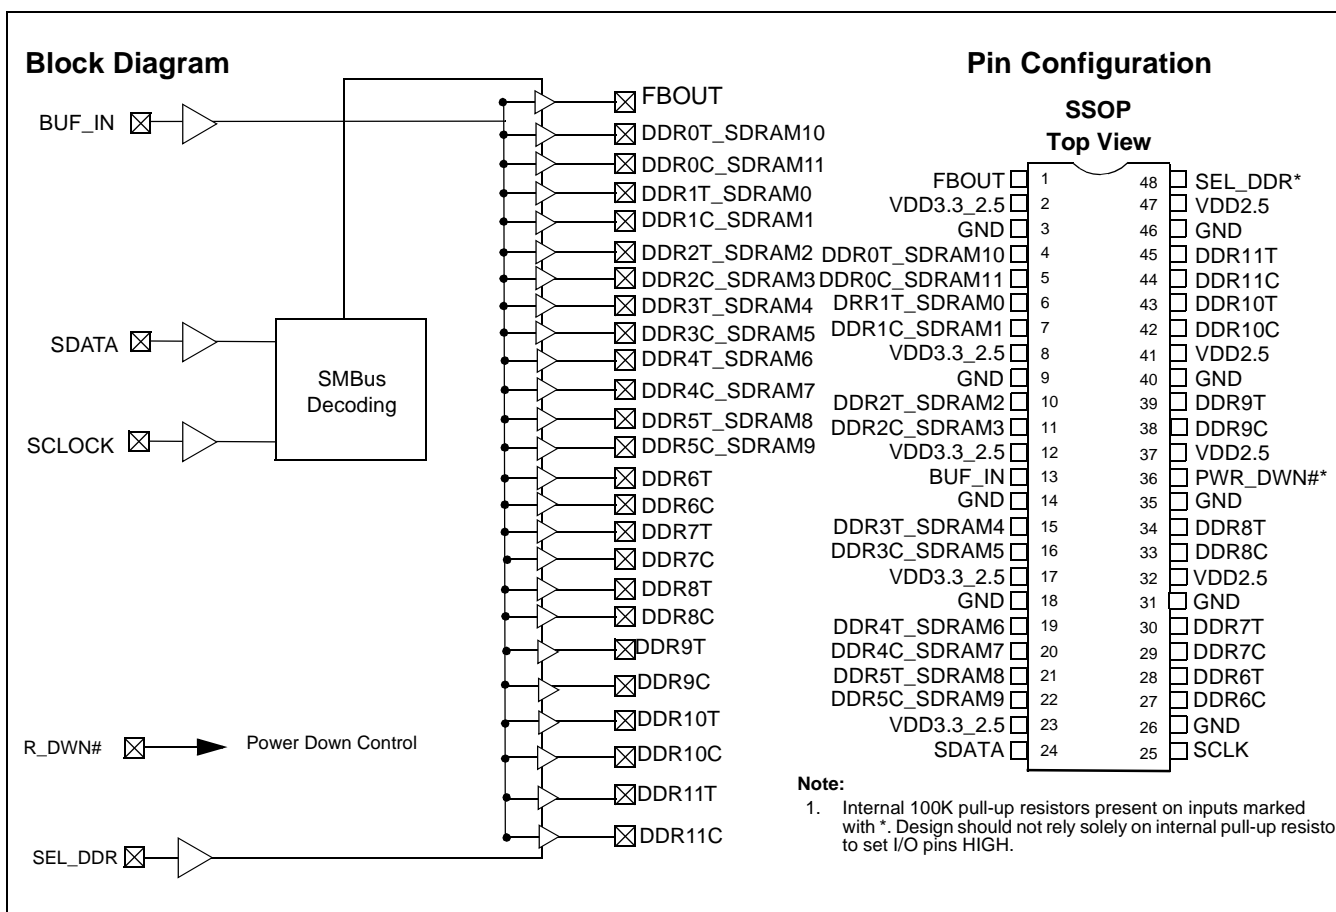 Block Diagram
BUF_IN
SDATA
SCLOCK
SMBus
Decoding
R_DWN#
Power Down Control
SEL_DDR
FBOUT
DDR0T_SDRAM10
DDR0C_SDRAM11
DDR1T_SDRAM0
DDR1C_SDRAM1
DDR2T_SDRAM2
DDR2C_SDRAM3
DDR3T_SDRAM4
DDR3C_SDRAM5
DDR4T_SDRAM6
DDR4C_SDRAM7
DDR5T_SDRAM8
DDR5C_SDRAM9
DDR6T
DDR6C
DDR7T
DDR7C
DDR8T
DDR8C
DDR9T
DDR9C
DDR10T
DDR10C
DDR11T
DDR11C
Pin Configuration
SSOP
Top View
FBOUT 1 48 SEL_DDR*
VDD3.3_2.5 2 47 VDD2.5
GND 3 46 GND
DDR0T_SDRAM10 4 45 DDR11T
DDR0C_SDRAM11 5 44 DDR11C
DRR1T_SDRAM0 6 43 DDR10T
DDR1C_SDRAM1 7 42 DDR10C
VDD3.3_2.5 8 41 VDD2.5
GND 9 40 GND
DDR2T_SDRAM2 10 39 DDR9T
DDR2C_SDRAM3 11 38 DDR9C
VDD3.3_2.5 12 37 VDD2.5
BUF_IN 13 36 PWR_DWN#*
GND 14 35 GND
DDR3T_SDRAM4 15 34 DDR8T
DDR3C_SDRAM5 16 33 DDR8C
VDD3.3_2.5 17 32 VDD2.5
GND 18 31 GND
DDR4T_SDRAM6 19 30 DDR7T
DDR4C_SDRAM7 20 29 DDR7C
DDR5T_SDRAM8 21 28 DDR6T
DDR5C_SDRAM9 22 27 DDR6C
VDD3.3_2.5 23 26 GND
SDATA 24 25 SCLK
Note:
1. Internal 100K pull-up resistors present on inputs marked
with *. Design should not rely solely on internal pull-up resisto
to set I/O pins HIGH.